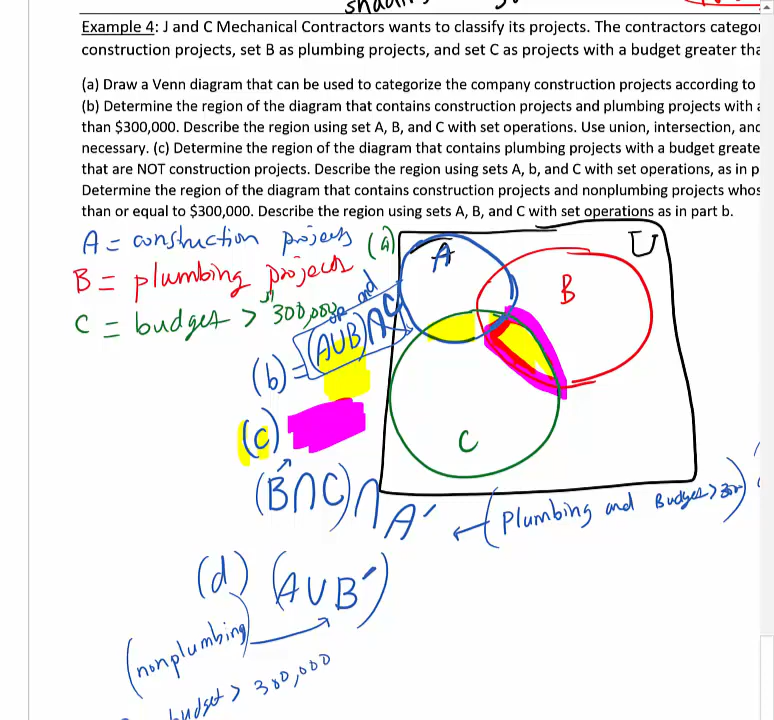 shading
Example 4: J and C Mechanical Contractors wants to classify its projects. The contractors categor
construction projects, set B as plumbing projects, and set C as projects with a budget greater tha
(a) Draw a Venn diagram that can be used to categorize the company construction projects according to
(b) Determine the region of the diagram that contains construction projects and plumbing projects with a
than $300,000. Describe the region using set A, B, and C with set operations. Use union, intersection, and
necessary. (c) Determine the region of the diagram that contains plumbing projects with a budget greate
that are NOT construction projects. Describe the region using sets A, b, and C with set operations, as in p
Determine the region of the diagram that contains construction projects and nonplumbing projects whos
than or equal to $300,000. Describe the region using sets A, B, and C with set operations as in part b.
A = construction projects (a)
B = plumbing projects
C = budget > $300,000
or and
(b) = (A∪B)∩C
(c)
(B∩C)∩A′
← (Plumbing and Budget > 300)
(d) (A∪B′)
(nonplumbing)
budget > 300,000
U
A
B
C